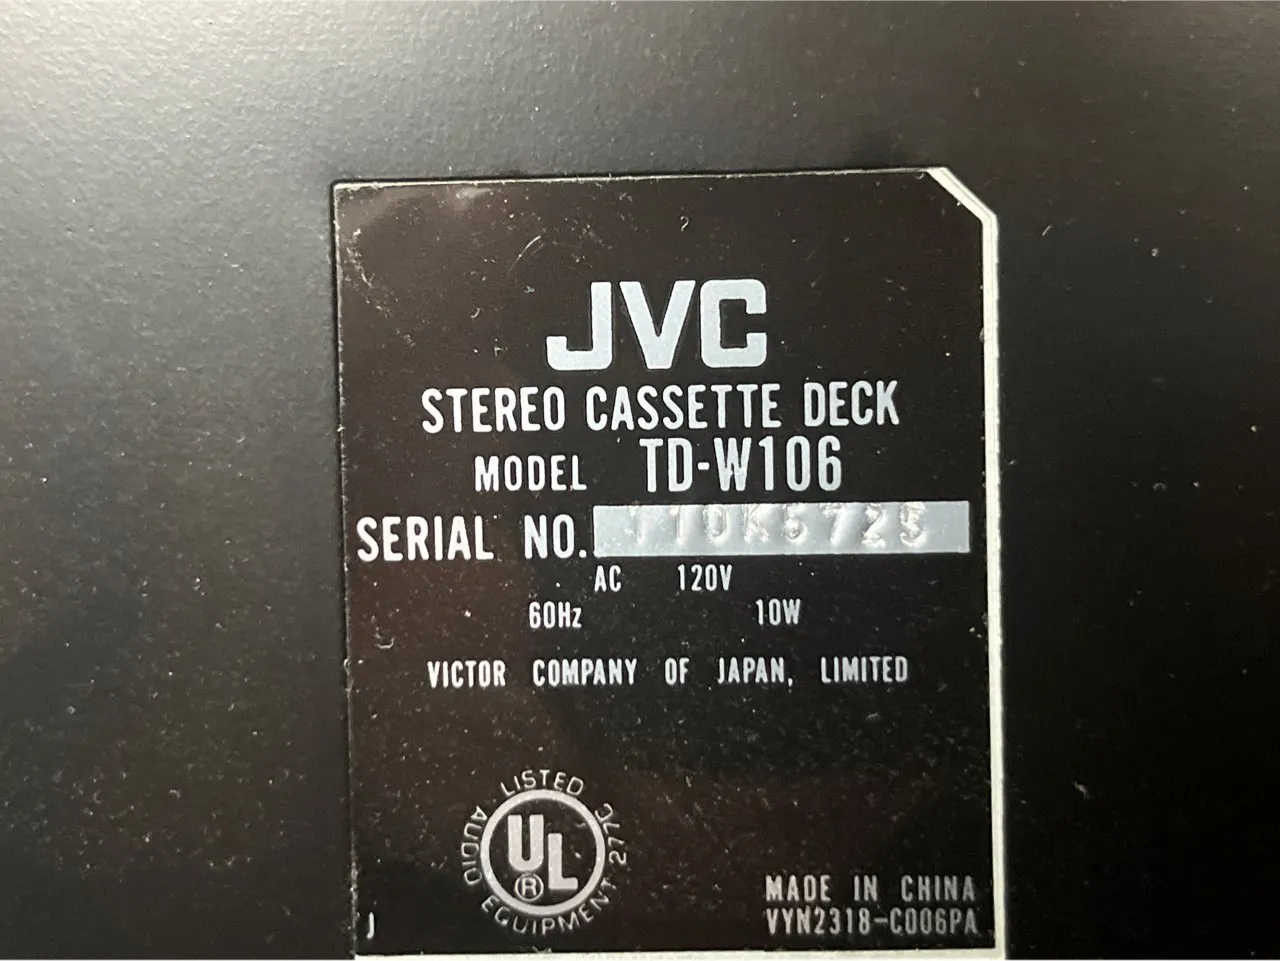 JVC
STEREO CASSETTE DECK
MODEL TD-W106
SERIAL NO.
AC 120V
60Hz 10W
VICTOR COMPANY OF JAPAN, LIMITED
LISTED
UL
®
AUDIO EQUIPMENT 277C
MADE IN CHINA
J VYN2318-C006PA